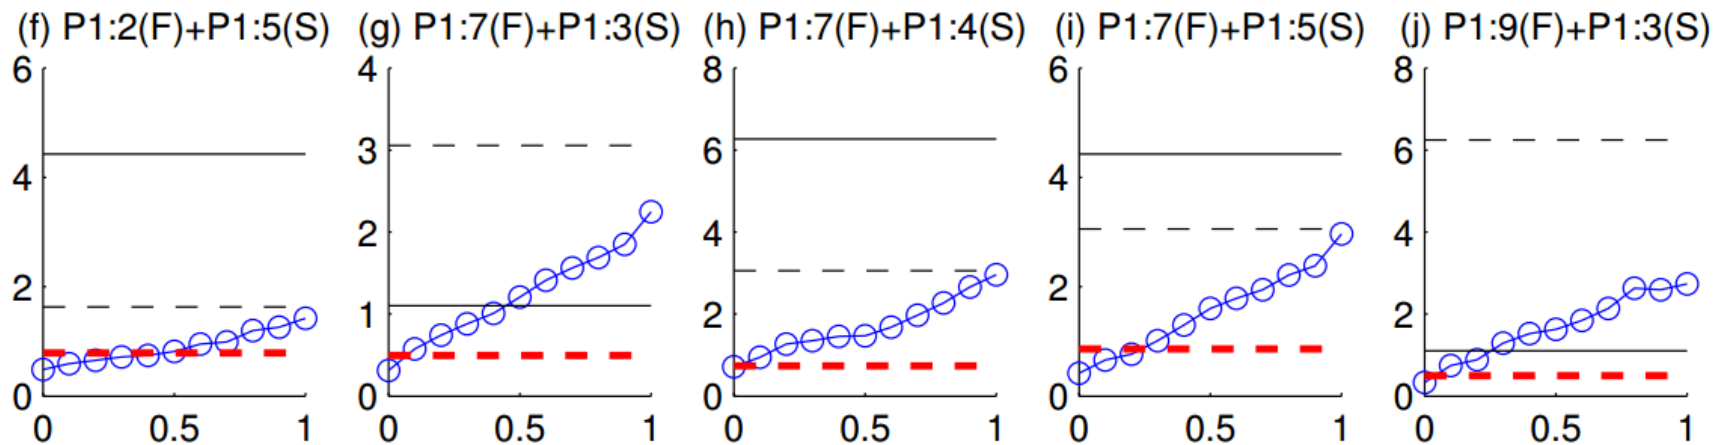 (f) P1:2(F)+P1:5(S)
6
4
2
0
0 0.5 1
(g) P1:7(F)+P1:3(S)
4
3
2
1
0
0 0.5 1
(h) P1:7(F)+P1:4(S)
8
6
4
2
0
0 0.5 1
(i) P1:7(F)+P1:5(S)
6
4
2
0
0 0.5 1
(j) P1:9(F)+P1:3(S)
8
6
4
2
0
0 0.5 1